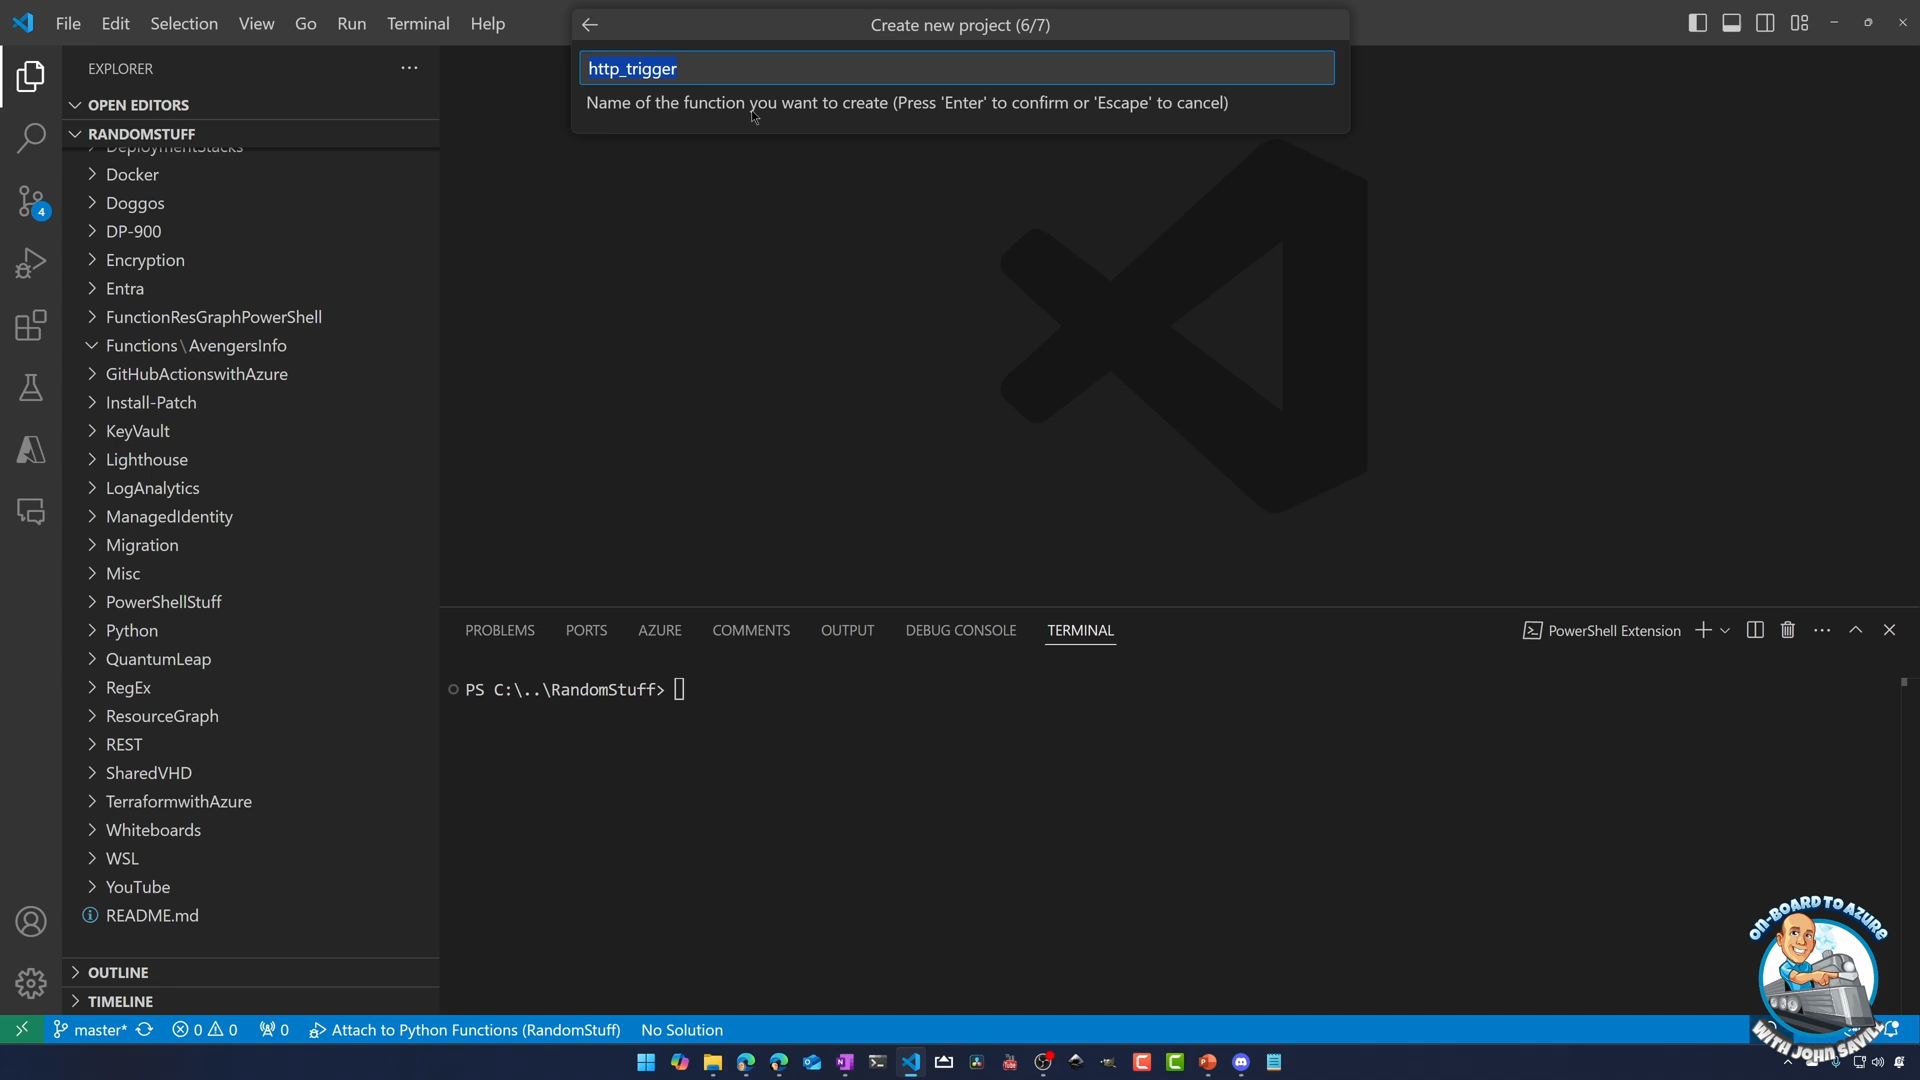 File Edit Selection View Go Run Terminal Help
Create new project (6/7)
http_trigger
Name of the function you want to create (Press 'Enter' to confirm or 'Escape' to cancel)
EXPLORER
OPEN EDITORS
RANDOMSTUFF
DeploymentStacks
Docker
Doggos
DP-900
Encryption
Entra
FunctionResGraphPowerShell
Functions\AvengersInfo
GitHubActionswithAzure
Install-Patch
KeyVault
Lighthouse
LogAnalytics
ManagedIdentity
Migration
Misc
PowerShellStuff
Python
QuantumLeap
RegEx
ResourceGraph
REST
SharedVHD
TerraformwithAzure
Whiteboards
WSL
YouTube
README.md
OUTLINE
TIMELINE
4
PROBLEMS PORTS AZURE COMMENTS OUTPUT DEBUG CONSOLE TERMINAL
PowerShell Extension
PS C:\..\RandomStuff>
ON-BOARD TO AZURE
WITH JOHN SAVILL
master* 0 0 0 Attach to Python Functions (RandomStuff) No Solution